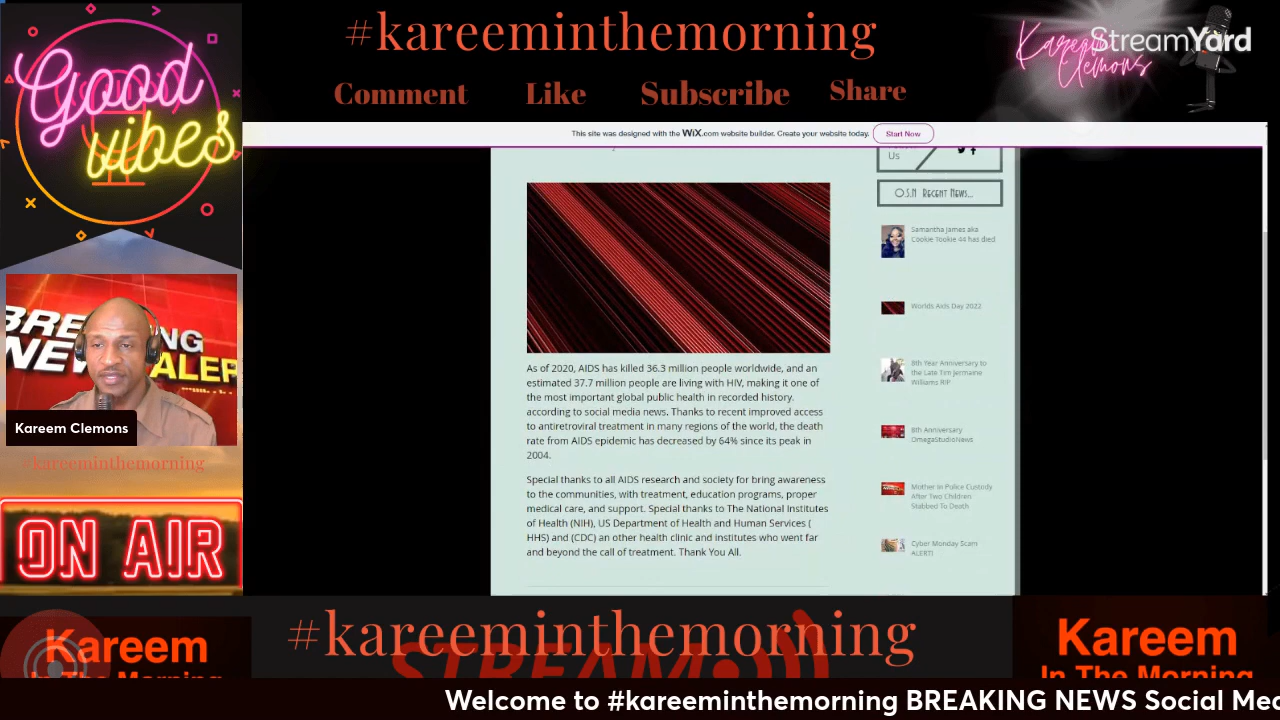 #kareeminthemorning
Comment Like Subscribe Share
Kareem
Clemons
StreamYard
Good
vibes
This site was designed with the WiX.com website builder. Create your website today. Start Now
Us
O.S.N Recent News...
Samantha James aka
Cookie Tookie 44 has died
Worlds Aids Day 2022
8th Year Anniversary to
the Late Tim Jermaine
Williams RIP
8th Anniversary
OmegaStudioNews
Mother in Police Custody
After Two Children
Stabbed To Death
Cyber Monday Scam
ALERT!
As of 2020, AIDS has killed 36.3 million people worldwide, and an
estimated 37.7 million people are living with HIV, making it one of
the most important global public health in recorded history.
according to social media news. Thanks to recent improved access
to antiretroviral treatment in many regions of the world, the death
rate from AIDS epidemic has decreased by 64% since its peak in
2004.
Special thanks to all AIDS research and society for bring awareness
to the communities, with treatment, education programs, proper
medical care, and support. Special thanks to The National Institutes
of Health (NIH), US Department of Health and Human Services (
HHS) and (CDC) an other health clinic and institutes who went far
and beyond the call of treatment. Thank You All.
Kareem Clemons
#kareeminthemorning
ON AIR
Kareem
In The Morning
#kareeminthemorning
STREAM
Kareem
In The Morning
Welcome to #kareeminthemorning BREAKING NEWS Social Med